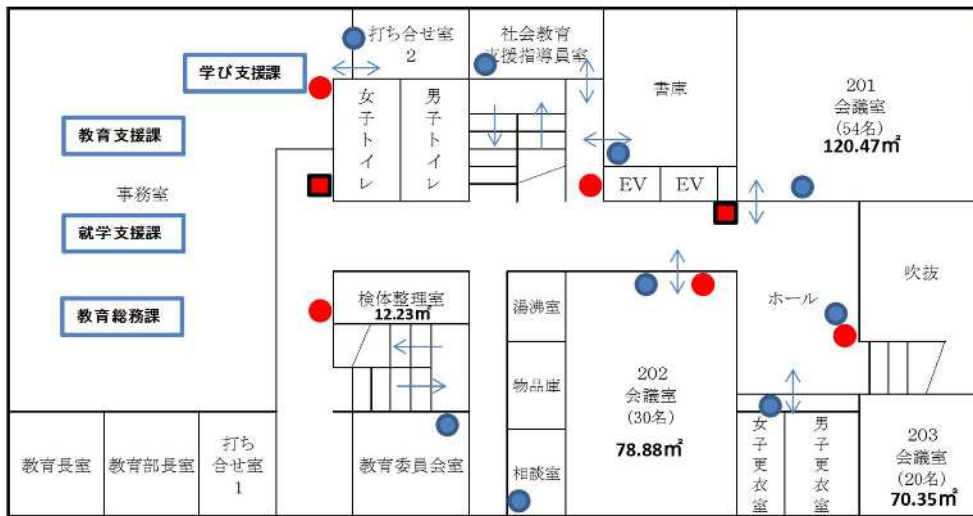 打ち合せ室
2
社会教育
支援指導員室
学び支援課
書庫
201
会議室
(54名)
120.47㎡
教育支援課
女子トイレ
男子トイレ
事務室
EV
EV
就学支援課
吹抜
ホール
検体整理室
12.23㎡
湯沸室
教育総務課
物品庫
202
会議室
(30名)
78.88㎡
教育長室
教育部長室
打ち
合せ室
1
教育委員会室
相談室
女子更衣室
男子更衣室
203
会議室
(20名)
70.35㎡